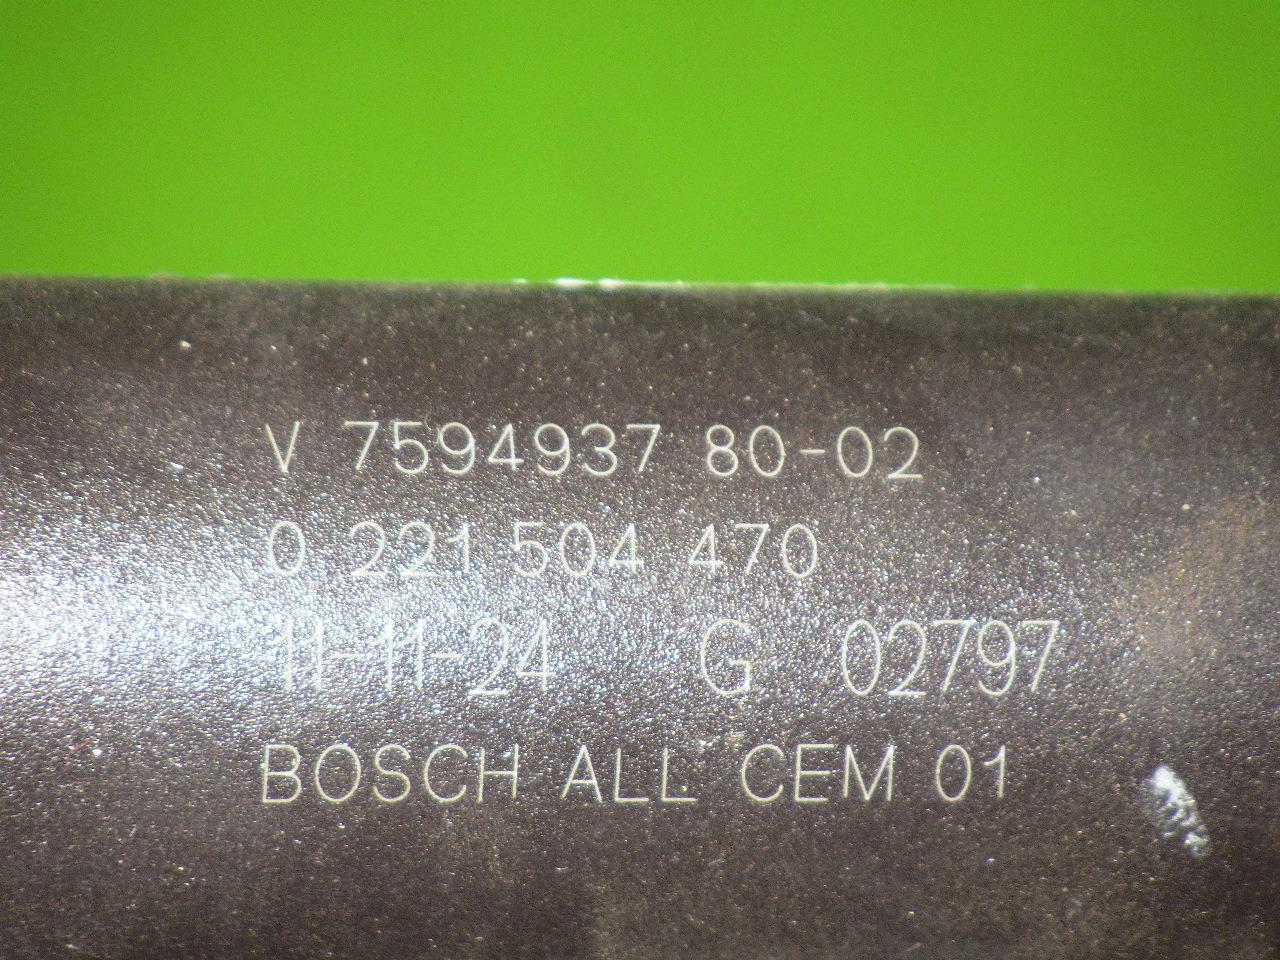 V 7594937 80-02
0 221 504 470
11-11-24 G 02797
BOSCH ALL CEM 01